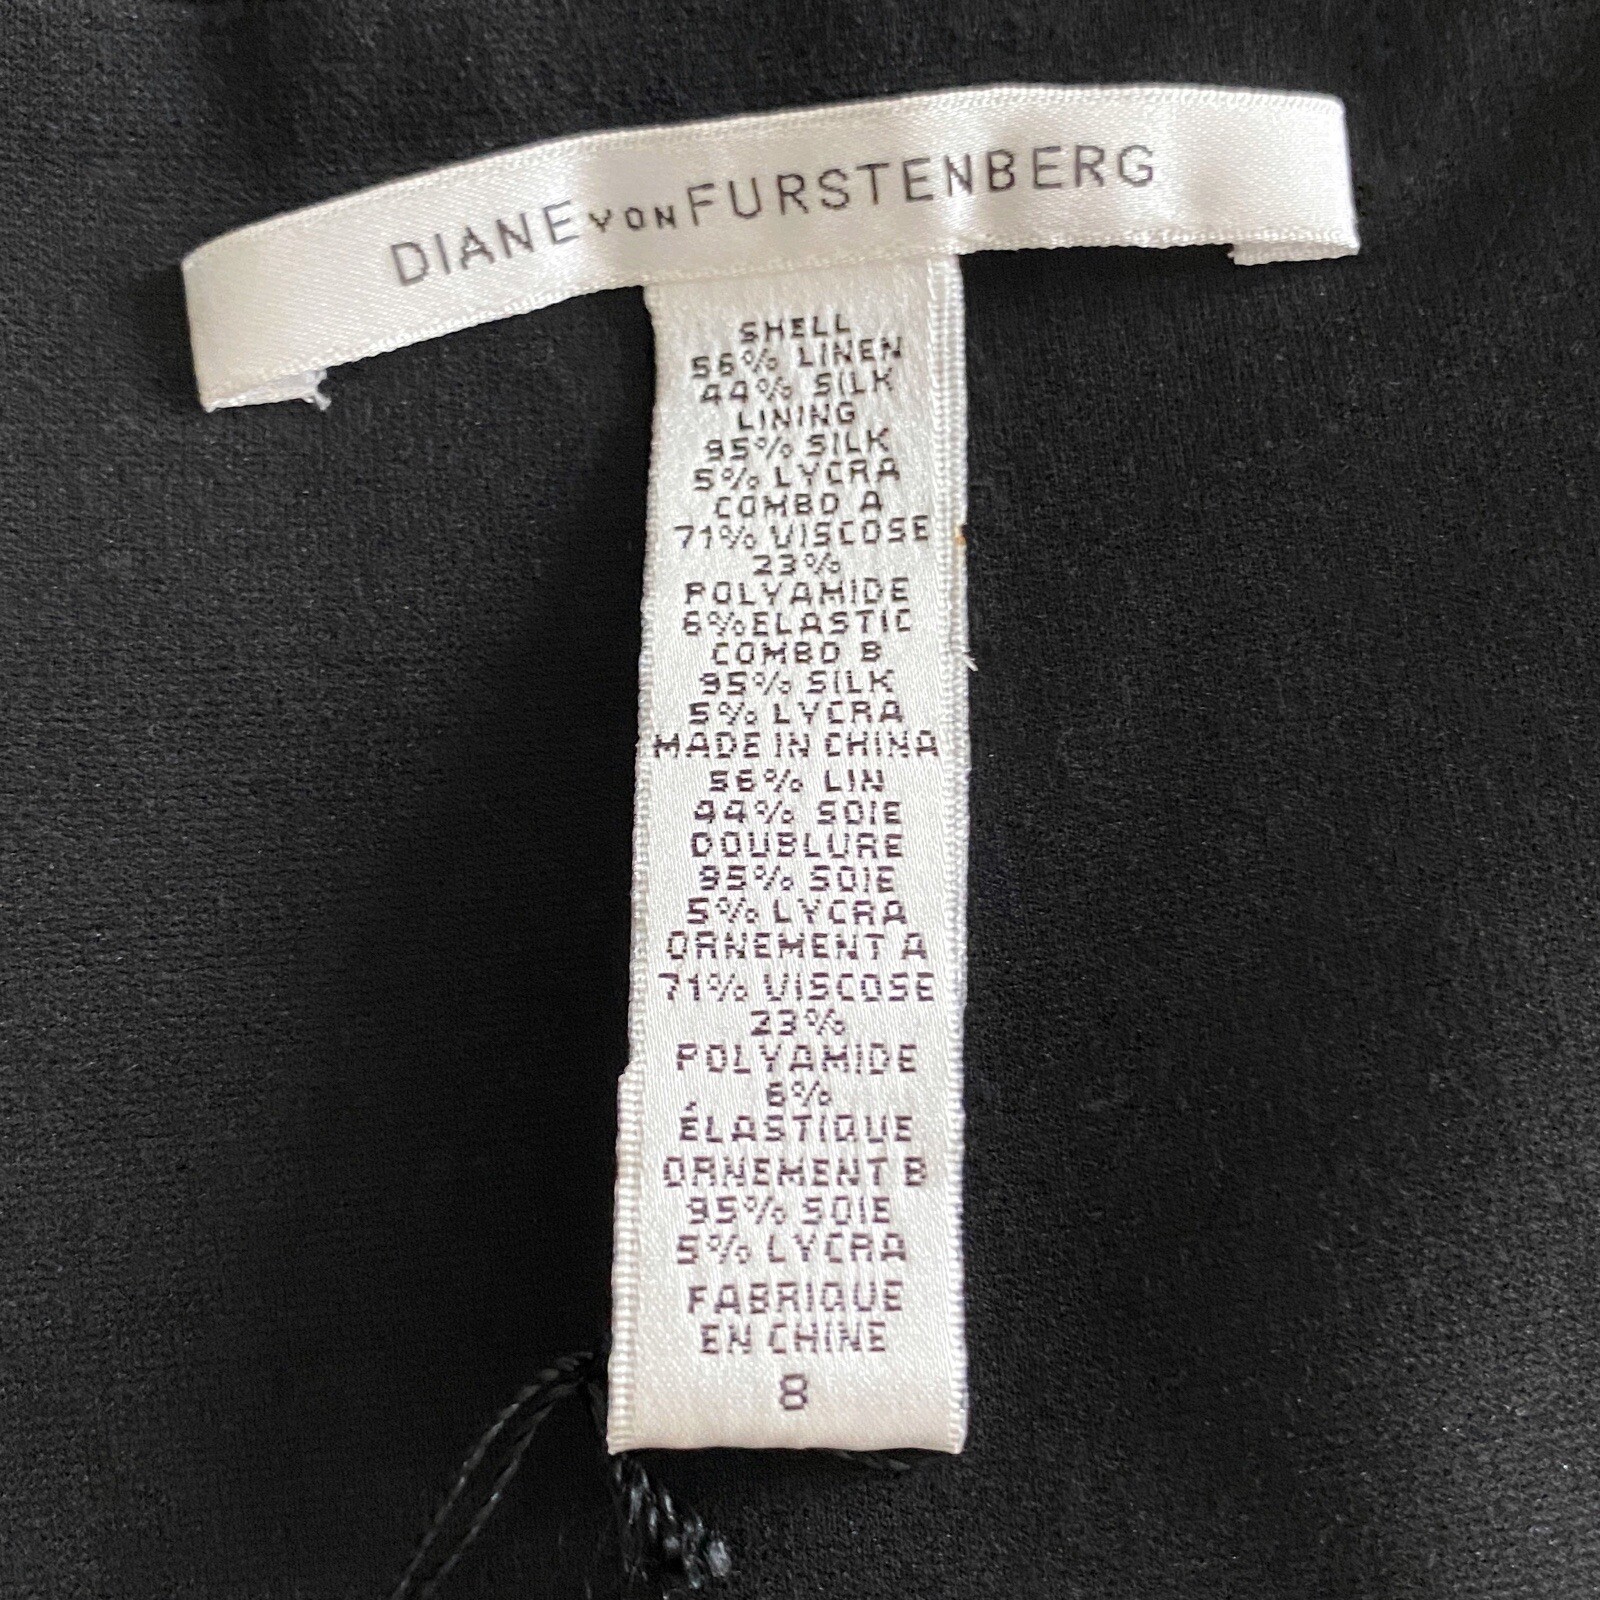 DIANE VON FURSTENBERG
SHELL
56% LINEN
44% SILK
LINING
95% SILK
5% LYCRA
COMBO A
71% VISCOSE
23%
POLYAMIDE
6% ELASTIC
COMBO B
95% SILK
5% LYCRA
MADE IN CHINA
56% LIN
44% SOIE
DOUBLURE
95% SOIE
5% LYCRA
ORNEMENT A
71% VISCOSE
23%
POLYAMIDE
6%
ÉLASTIQUE
ORNEMENT B
95% SOIE
5% LYCRA
FABRIQUE
EN CHINE
8